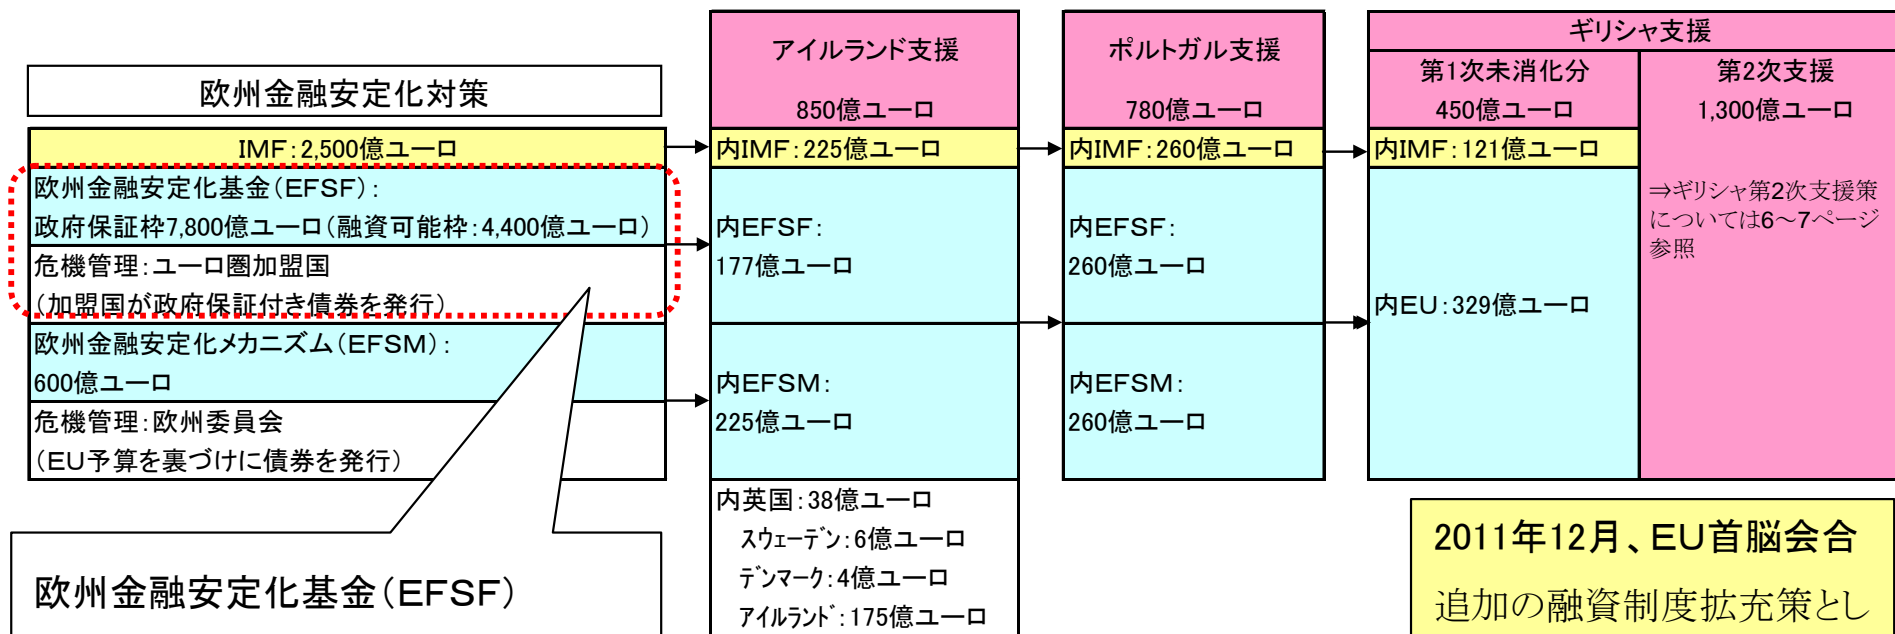 欧州金融安定化対策
IMF：2,500億ユーロ
欧州金融安定化基金（EFSF）：
政府保証枠7,800億ユーロ（融資可能枠：4,400億ユーロ）
危機管理：ユーロ圏加盟国
（加盟国が政府保証付き債券を発行）
欧州金融安定化メカニズム（EFSM）：
600億ユーロ
危機管理：欧州委員会
（EU予算を裏づけに債券を発行）
欧州金融安定化基金（EFSF）
アイルランド支援
850億ユーロ
内IMF：225億ユーロ
内EFSF：
177億ユーロ
内EFSM：
225億ユーロ
内英国：38億ユーロ
スウェーデン：6億ユーロ
デンマーク：4億ユーロ
アイルランド：175億ユーロ
ポルトガル支援
780億ユーロ
内IMF：260億ユーロ
内EFSF：
260億ユーロ
内EFSM：
260億ユーロ
ギリシャ支援
第1次未消化分
450億ユーロ
内IMF：121億ユーロ
内EU：329億ユーロ
第2次支援
1,300億ユーロ
⇒ギリシャ第2次支援策
については6～7ページ
参照
2011年12月、EU首脳会合
追加の融資制度拡充策とし